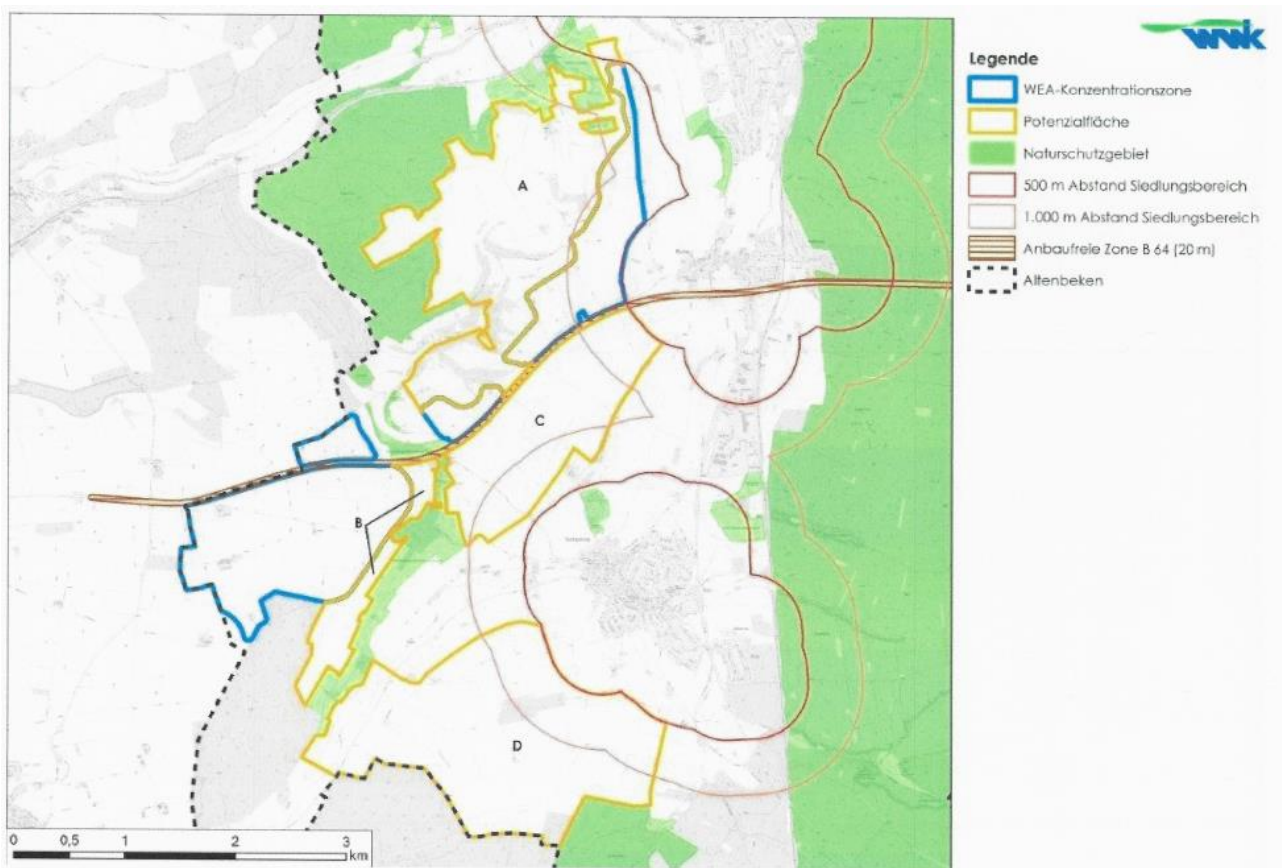 wwk
Legende
WEA-Konzentrationszone
Potenzialfläche
Naturschutzgebiet
500 m Abstand Siedlungsbereich
1.000 m Abstand Siedlungsbereich
Anbaufreie Zone B 64 (20 m)
Altenbeken
A
C
B
D
0 0,5 1 2 3
km